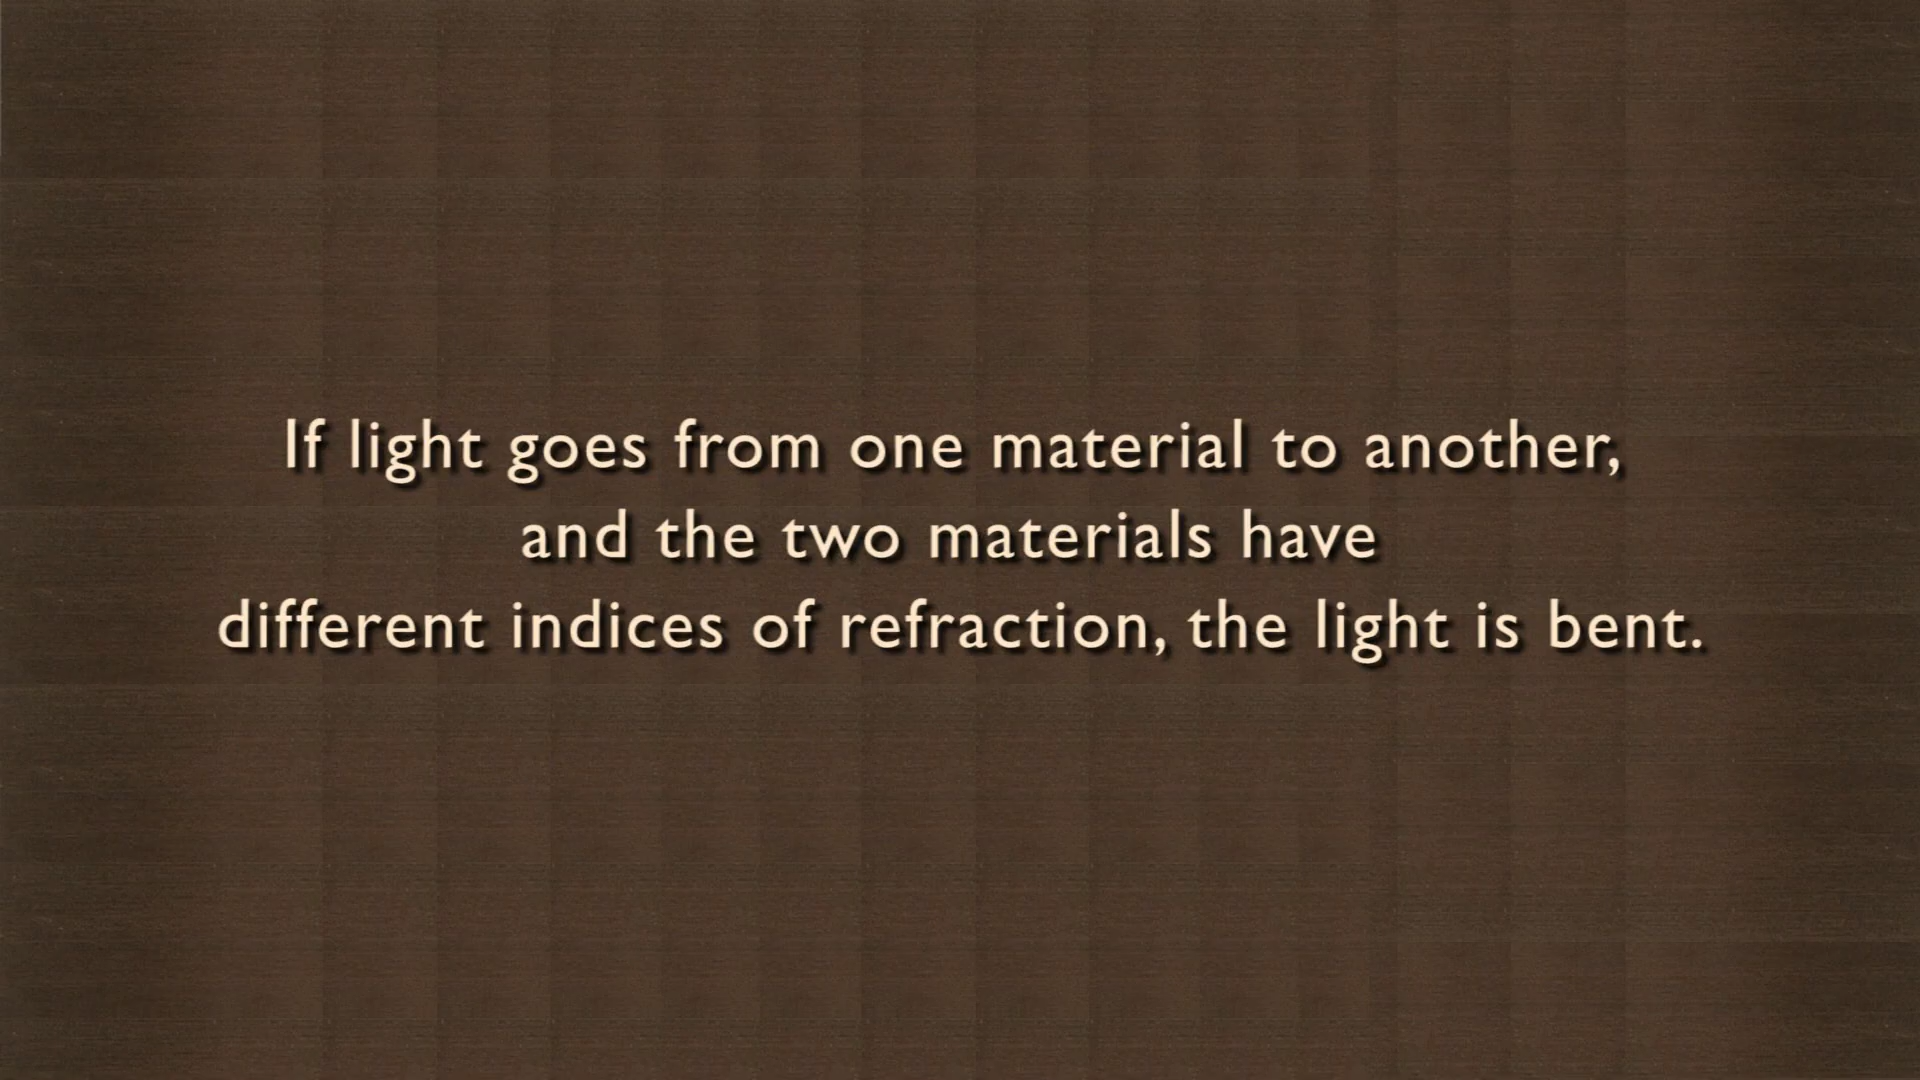 If light goes from one material to another,
and the two materials have
different indices of refraction, the light is bent.